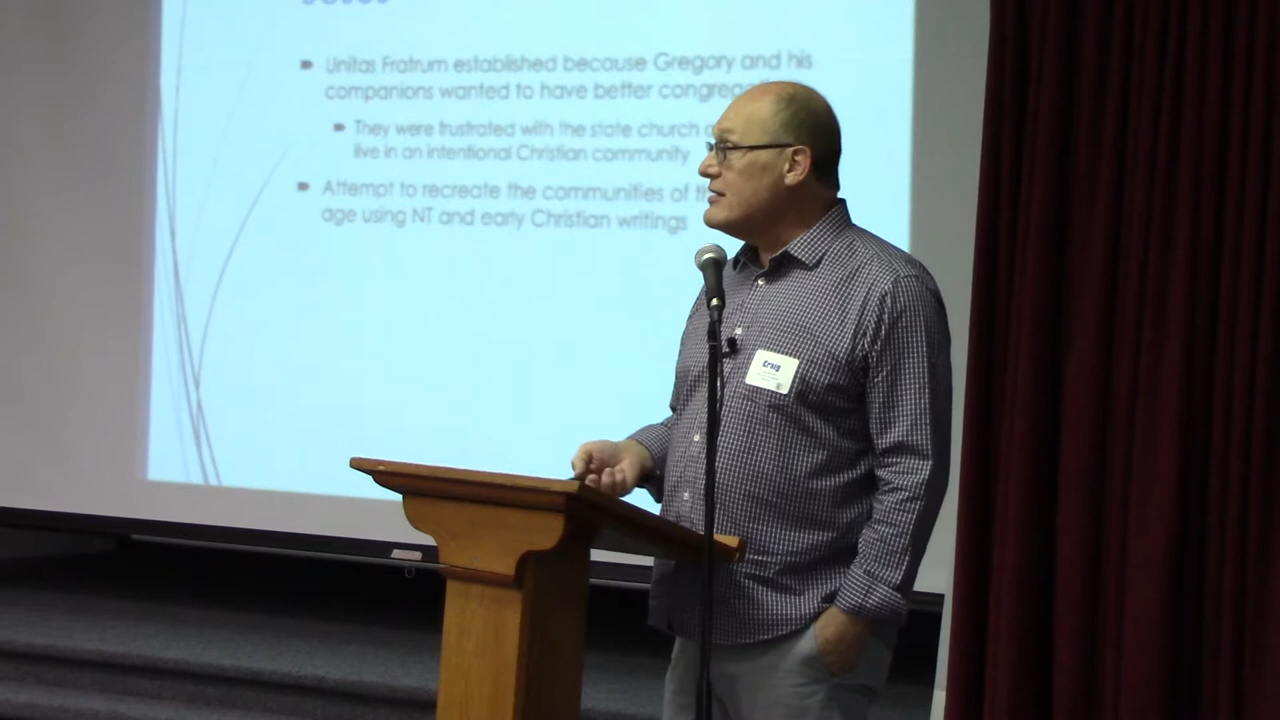 Unitas Fratrum established because Gregory and his
companions wanted to have better
They were frustrated with the state church
live in an intentional Christian community
Attempt to recreate the communities of
age using NT and early Christian writings
Craig